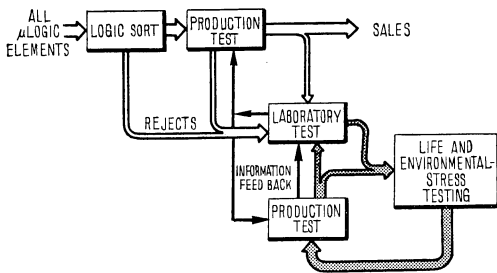 ALL
μLOGIC
ELEMENTS
LOGIC SORT
PRODUCTION
TEST
SALES
REJECTS
LABORATORY
TEST
INFORMATION
FEED BACK
PRODUCTION
TEST
LIFE AND
ENVIRONMENTAL-
STRESS
TESTING